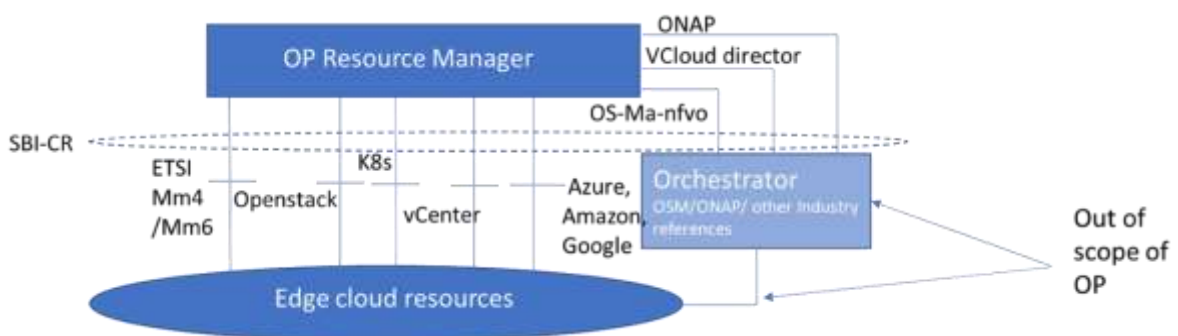 ONAP
OP Resource Manager
VCloud director
OS-Ma-nfvo
SBI-CR
K8s
ETSI
Mm4
/Mm6
Openstack
vCenter
Azure,
Amazon,
Google
Orchestrator
OSM/ONAP/ other Industry
references
Out of
scope of
OP
Edge cloud resources